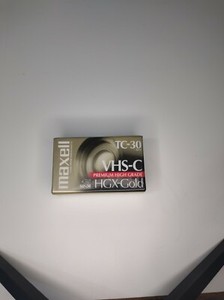 maxell
TC-30
VHS-C
PREMIUM HIGH GRADE
HGX-Gold